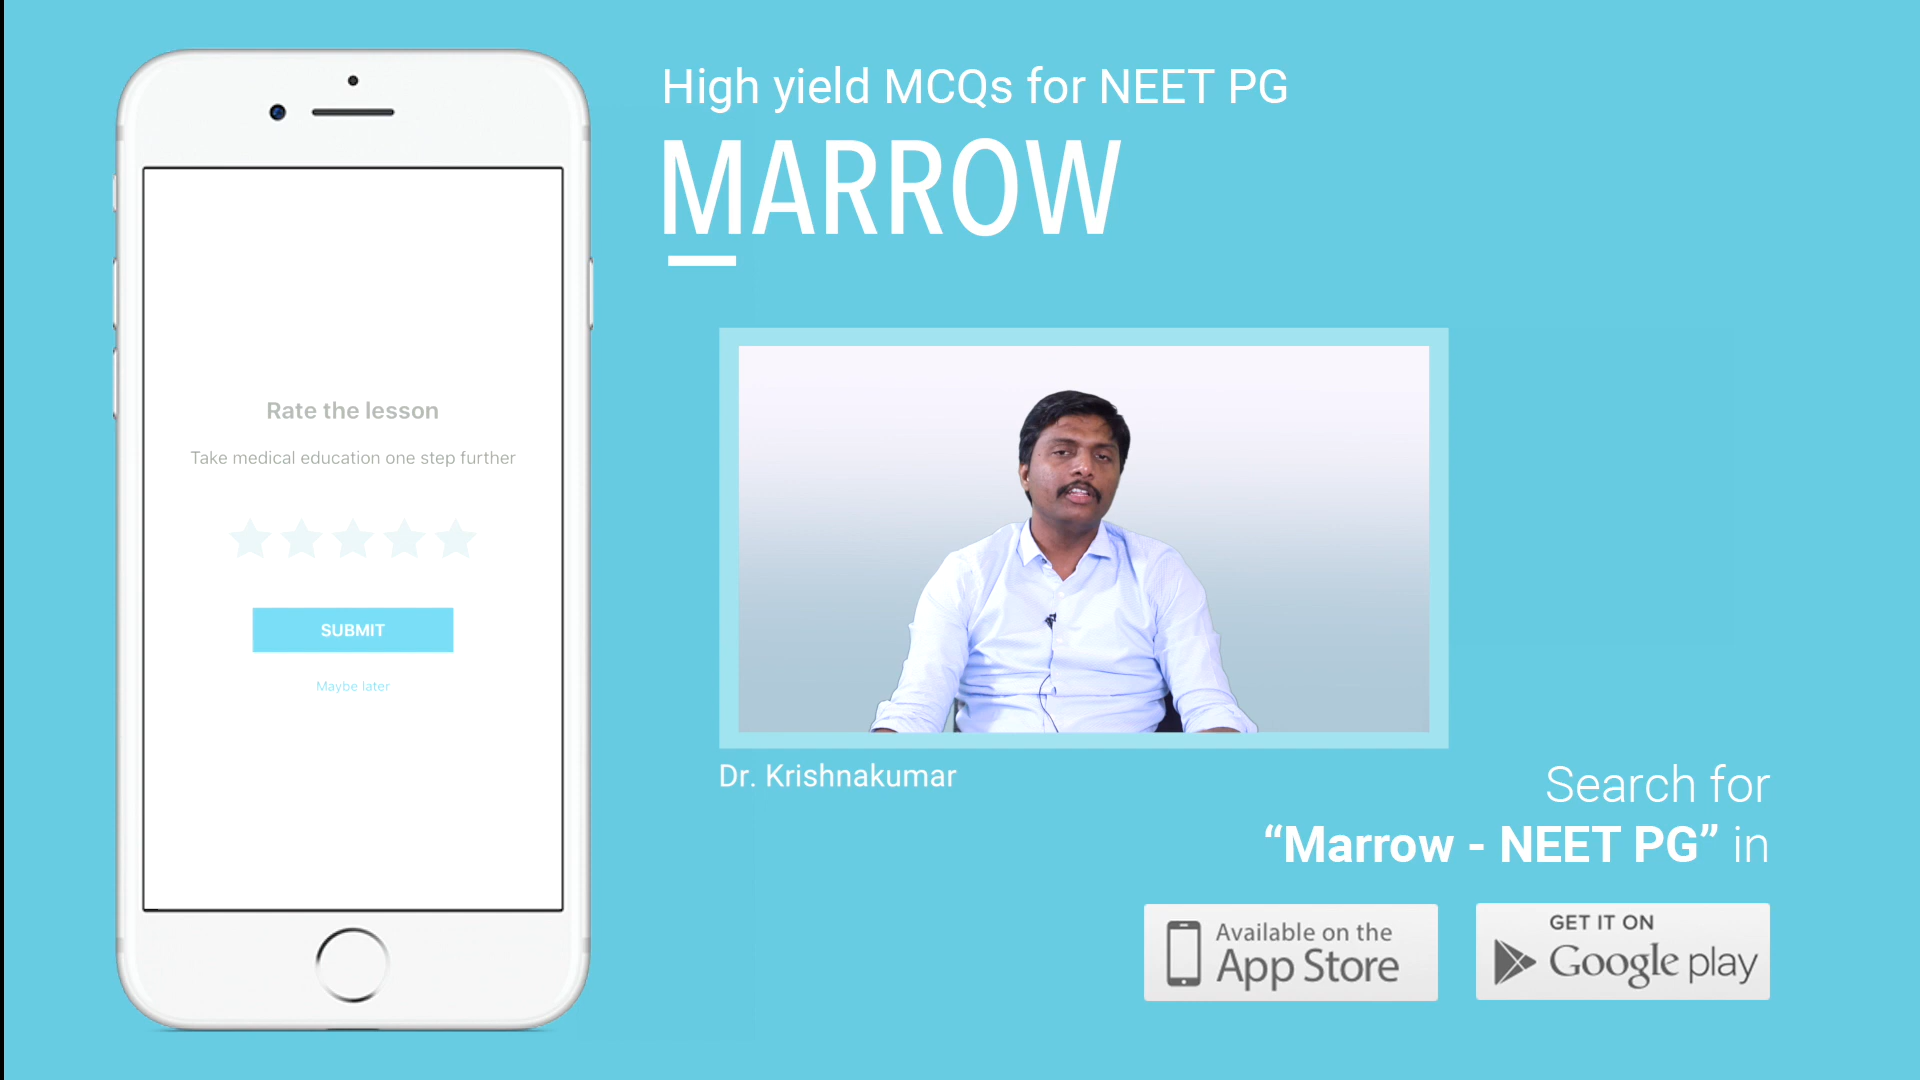 High yield MCQs for NEET PG
MARROW
Rate the lesson
Take medical education one step further
SUBMIT
Maybe later
Dr. Krishnakumar
Search for
“Marrow - NEET PG” in
Available on the
App Store
GET IT ON
Google play